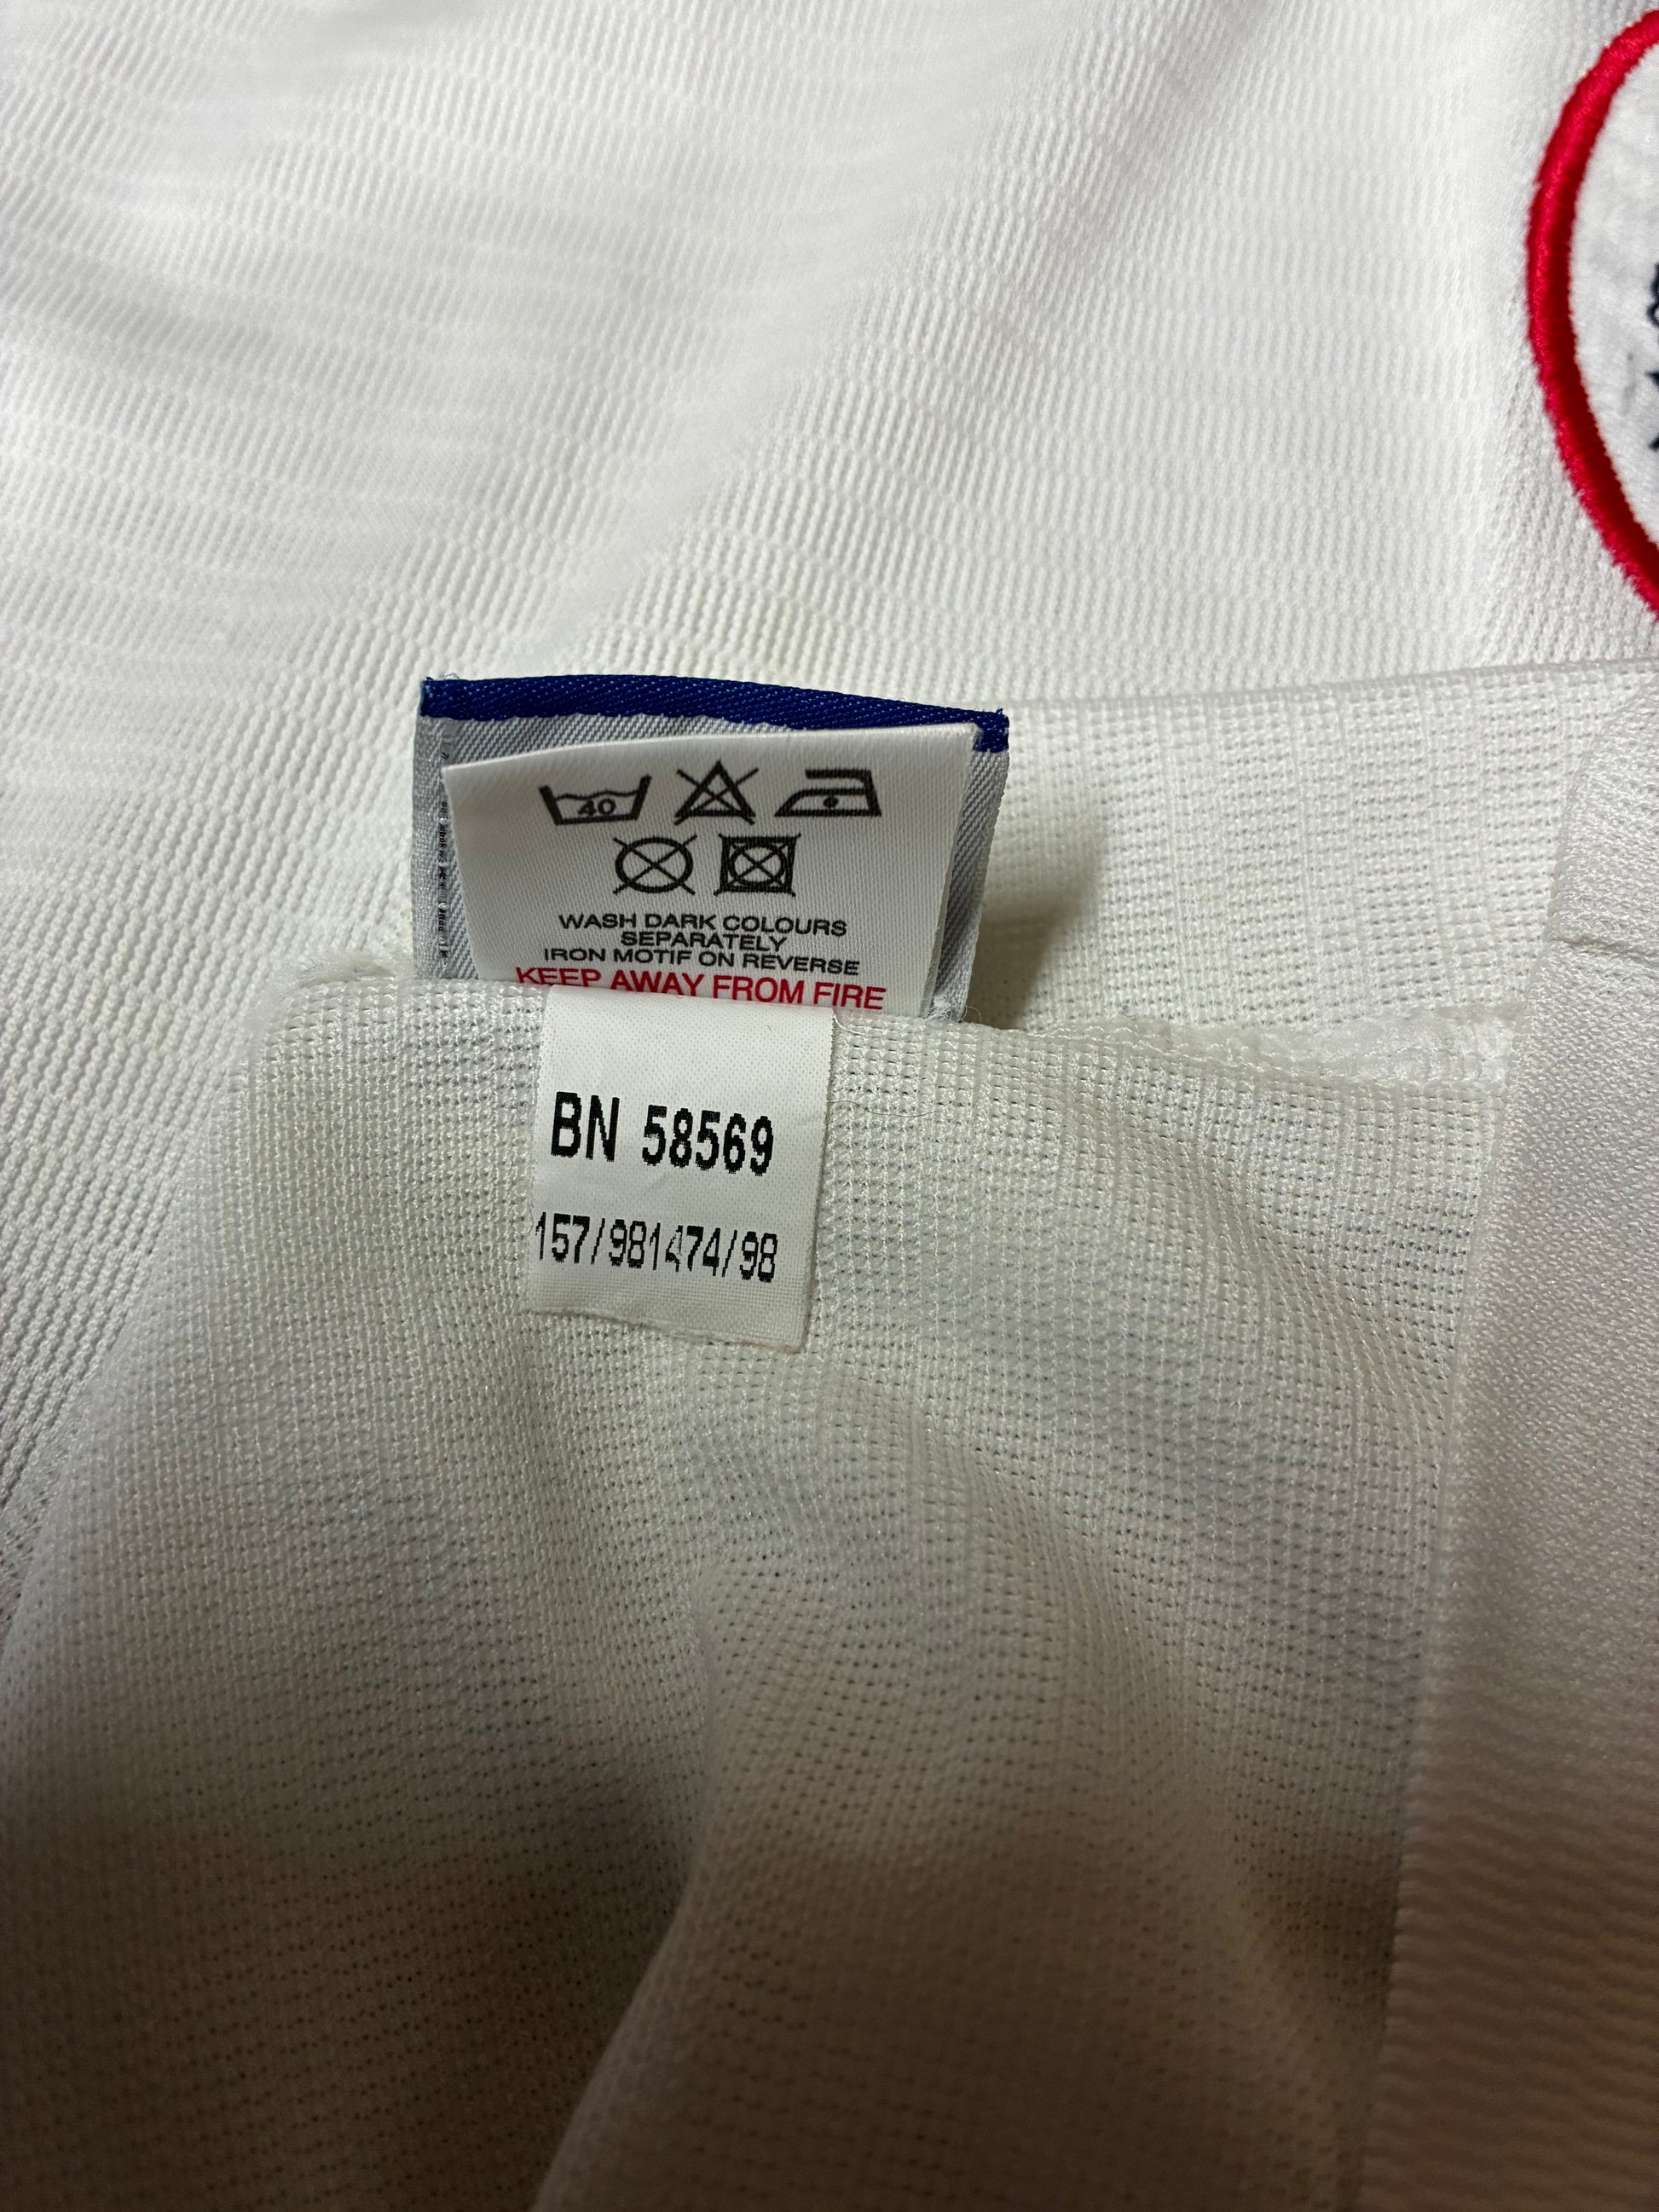 40
WASH DARK COLOURS
SEPARATELY
IRON MOTIF ON REVERSE
KEEP AWAY FROM FIRE
BN 58569
157/981474/98